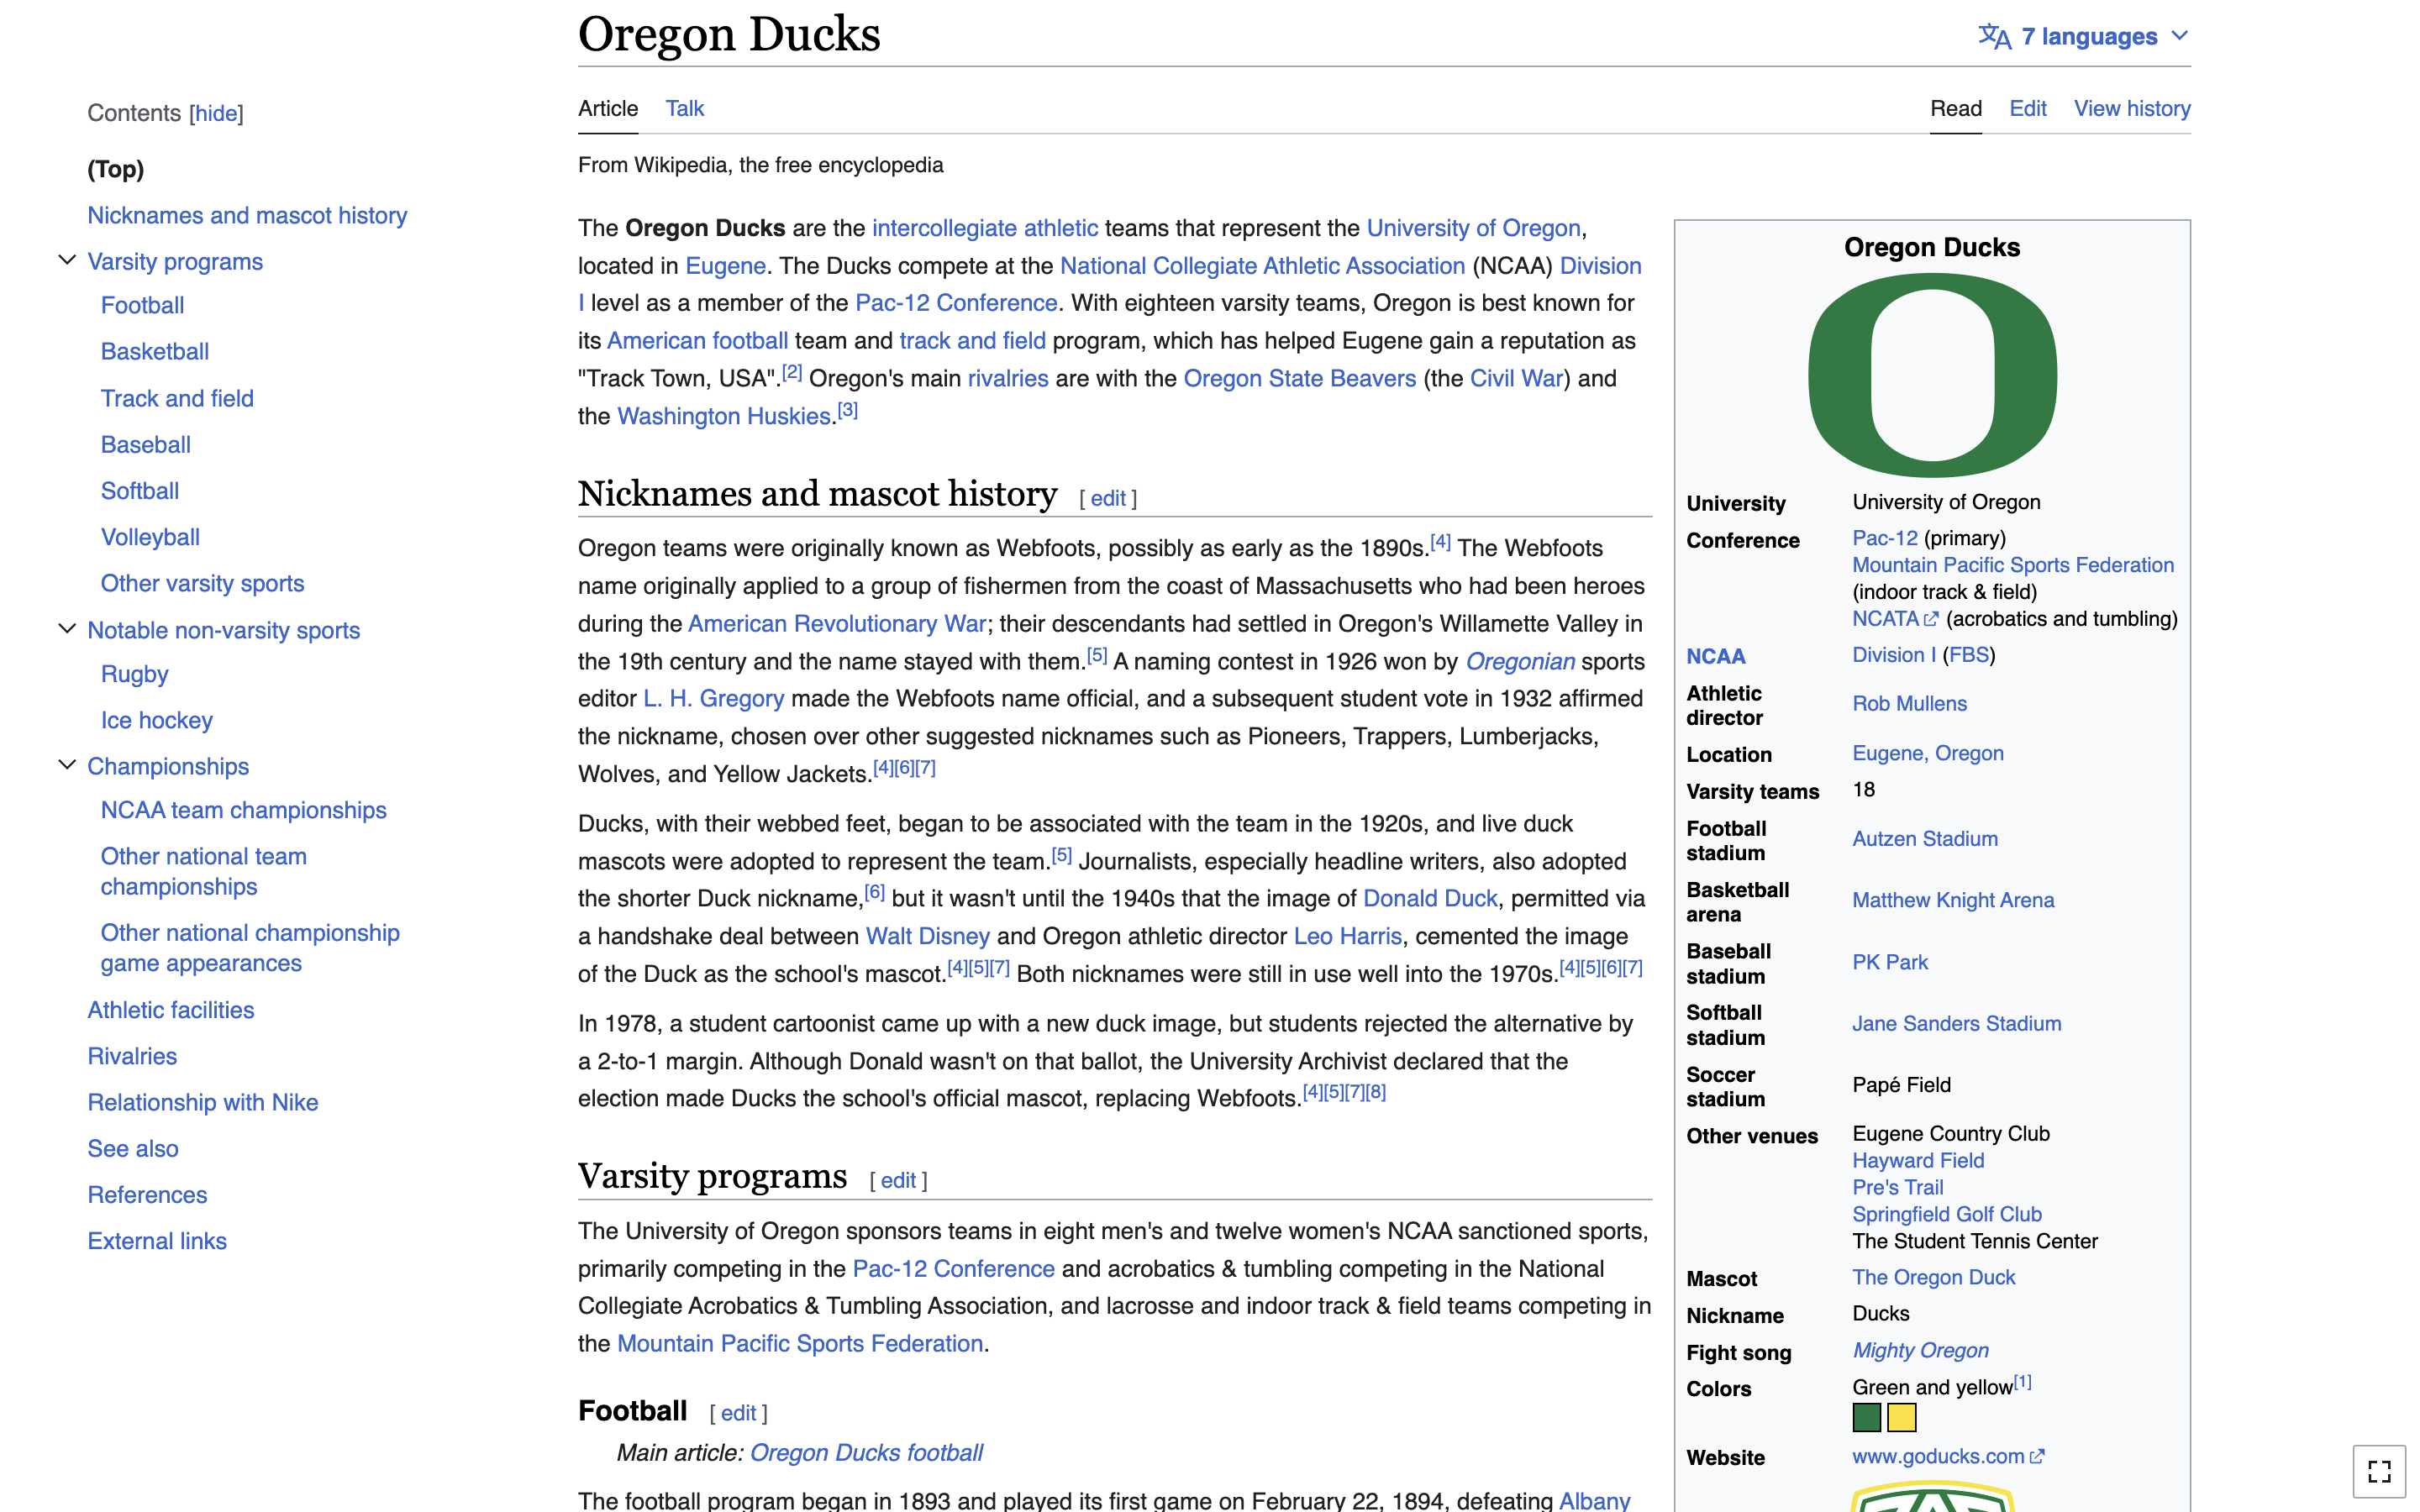 Oregon Ducks
7 languages
Contents [hide]
(Top)
Nicknames and mascot history
Varsity programs
Football
Basketball
Track and field
Baseball
Softball
Volleyball
Other varsity sports
Notable non-varsity sports
Rugby
Ice hockey
Championships
NCAA team championships
Other national team
championships
Other national championship
game appearances
Athletic facilities
Rivalries
Relationship with Nike
See also
References
External links
Article Talk
Read Edit View history
From Wikipedia, the free encyclopedia
The Oregon Ducks are the intercollegiate athletic teams that represent the University of Oregon,
located in Eugene. The Ducks compete at the National Collegiate Athletic Association (NCAA) Division
I level as a member of the Pac-12 Conference. With eighteen varsity teams, Oregon is best known for
its American football team and track and field program, which has helped Eugene gain a reputation as
"Track Town, USA".[2] Oregon's main rivalries are with the Oregon State Beavers (the Civil War) and
the Washington Huskies.[3]
Nicknames and mascot history [ edit ]
Oregon teams were originally known as Webfoots, possibly as early as the 1890s.[4] The Webfoots
name originally applied to a group of fishermen from the coast of Massachusetts who had been heroes
during the American Revolutionary War; their descendants had settled in Oregon's Willamette Valley in
the 19th century and the name stayed with them.[5] A naming contest in 1926 won by Oregonian sports
editor L. H. Gregory made the Webfoots name official, and a subsequent student vote in 1932 affirmed
the nickname, chosen over other suggested nicknames such as Pioneers, Trappers, Lumberjacks,
Wolves, and Yellow Jackets.[4][6][7]
Ducks, with their webbed feet, began to be associated with the team in the 1920s, and live duck
mascots were adopted to represent the team.[5] Journalists, especially headline writers, also adopted
the shorter Duck nickname,[6] but it wasn't until the 1940s that the image of Donald Duck, permitted via
a handshake deal between Walt Disney and Oregon athletic director Leo Harris, cemented the image
of the Duck as the school's mascot.[4][5][7] Both nicknames were still in use well into the 1970s.[4][5][6][7]
In 1978, a student cartoonist came up with a new duck image, but students rejected the alternative by
a 2-to-1 margin. Although Donald wasn't on that ballot, the University Archivist declared that the
election made Ducks the school's official mascot, replacing Webfoots.[4][5][7][8]
Varsity programs [ edit ]
The University of Oregon sponsors teams in eight men's and twelve women's NCAA sanctioned sports,
primarily competing in the Pac-12 Conference and acrobatics & tumbling competing in the National
Collegiate Acrobatics & Tumbling Association, and lacrosse and indoor track & field teams competing in
the Mountain Pacific Sports Federation.
Football [ edit ]
Main article: Oregon Ducks football
The football program began in 1893 and played its first game on February 22, 1894, defeating Albany
Oregon Ducks
O
University University of Oregon
Conference Pac-12 (primary)
Mountain Pacific Sports Federation
(indoor track & field)
NCATA (acrobatics and tumbling)
NCAA Division I (FBS)
Athletic
director
Rob Mullens
Location Eugene, Oregon
Varsity teams 18
Football
stadium
Autzen Stadium
Basketball
arena
Matthew Knight Arena
Baseball
stadium
PK Park
Softball
stadium
Jane Sanders Stadium
Soccer
stadium
Papé Field
Other venues Eugene Country Club
Hayward Field
Pre's Trail
Springfield Golf Club
The Student Tennis Center
Mascot The Oregon Duck
Nickname Ducks
Fight song Mighty Oregon
Colors Green and yellow[1]
Website www.goducks.com